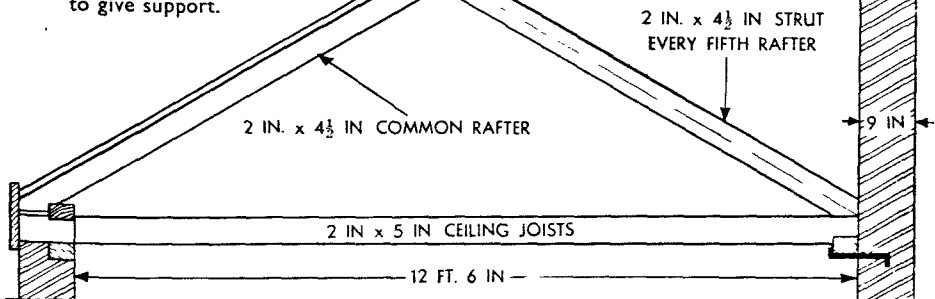 to give support.
2 IN. x 4½ IN STRUT
EVERY FIFTH RAFTER
2 IN. x 4½ IN COMMON RAFTER
9 IN
2 IN x 5 IN CEILING JOISTS
12 FT. 6 IN